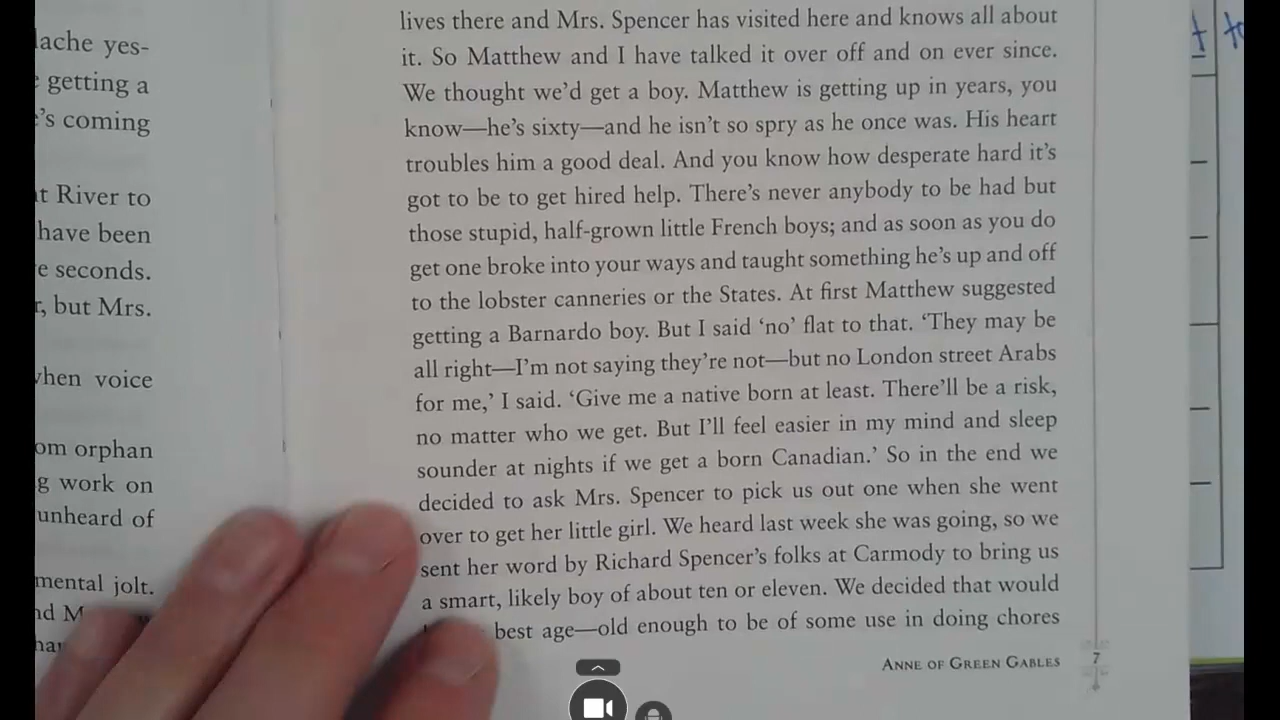 lache yes-
getting a
's coming
t River to
have been
e seconds.
r, but Mrs.
when voice
om orphan
g work on
unheard of
mental jolt.
nd M
lives there and Mrs. Spencer has visited here and knows all about
it. So Matthew and I have talked it over off and on ever since.
We thought we'd get a boy. Matthew is getting up in years, you
know—he's sixty—and he isn't so spry as he once was. His heart
troubles him a good deal. And you know how desperate hard it's
got to be to get hired help. There's never anybody to be had but
those stupid, half-grown little French boys; and as soon as you do
get one broke into your ways and taught something he's up and off
to the lobster canneries or the States. At first Matthew suggested
getting a Barnardo boy. But I said 'no' flat to that. 'They may be
all right—I'm not saying they're not—but no London street Arabs
for me,' I said. 'Give me a native born at least. There'll be a risk,
no matter who we get. But I'll feel easier in my mind and sleep
sounder at nights if we get a born Canadian.' So in the end we
decided to ask Mrs. Spencer to pick us out one when she went
over to get her little girl. We heard last week she was going, so we
sent her word by Richard Spencer's folks at Carmody to bring us
a smart, likely boy of about ten or eleven. We decided that would
best age—old enough to be of some use in doing chores
ANNE OF GREEN GABLES
7